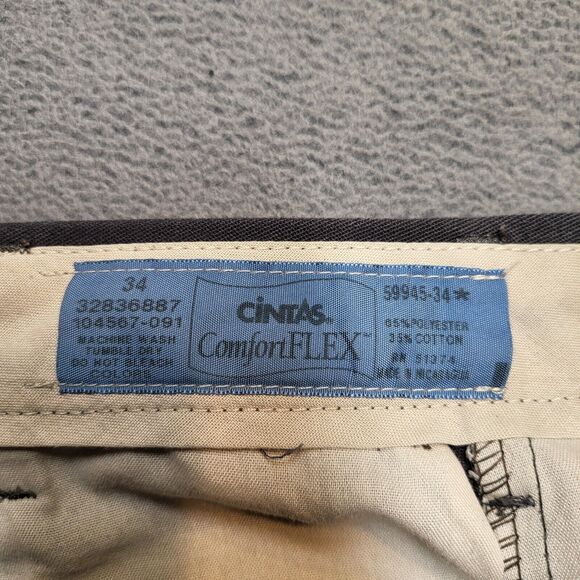 34
32836887
104567-091
MACHINE WASH
TUMBLE DRY
DO NOT BLEACH
COLORS
CINTAS®
ComfortFLEX™
59945-34★
65% POLYESTER
35% COTTON
RN 51374
MADE IN NICARAGUA